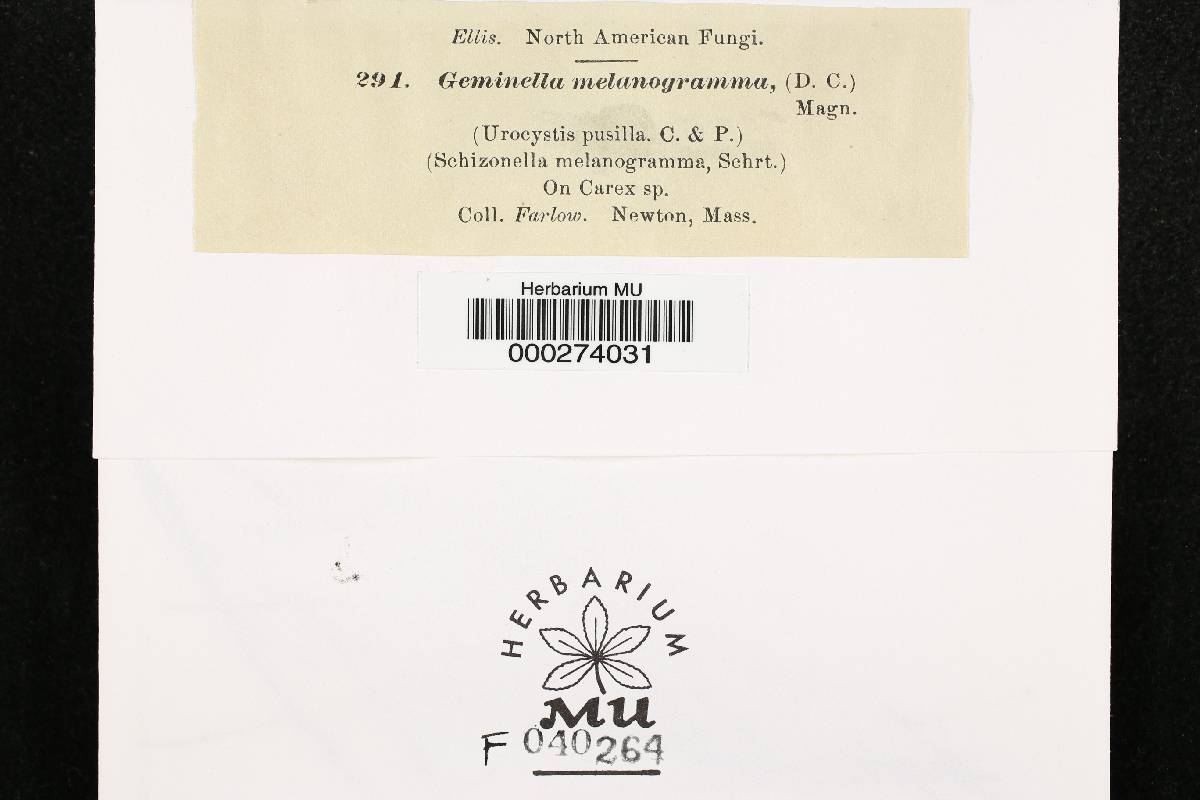 Ellis. North American Fungi.
291. Geminella melanogramma, (D. C.)
Magn.
(Urocystis pusilla. C. & P.)
(Schizonella melanogramma, Schrt.)
On Carex sp.
Coll. Farlow. Newton, Mass.
Herbarium MU
000274031
HERBARIUM
MU
F 040264